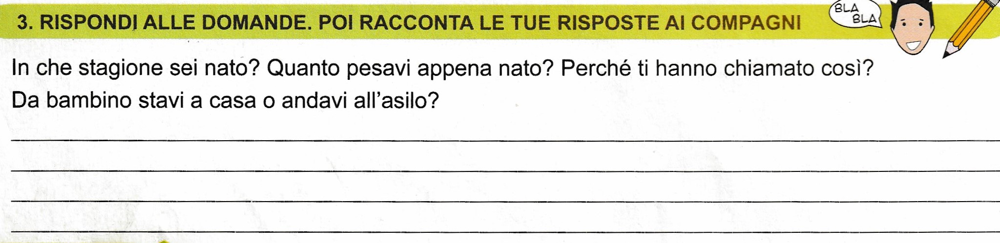 3. RISPONDI ALLE DOMANDE. POI RACCONTA LE TUE RISPOSTE AI COMPAGNI
BLA
BLA
In che stagione sei nato? Quanto pesavi appena nato? Perché ti hanno chiamato così?
Da bambino stavi a casa o andavi all'asilo?